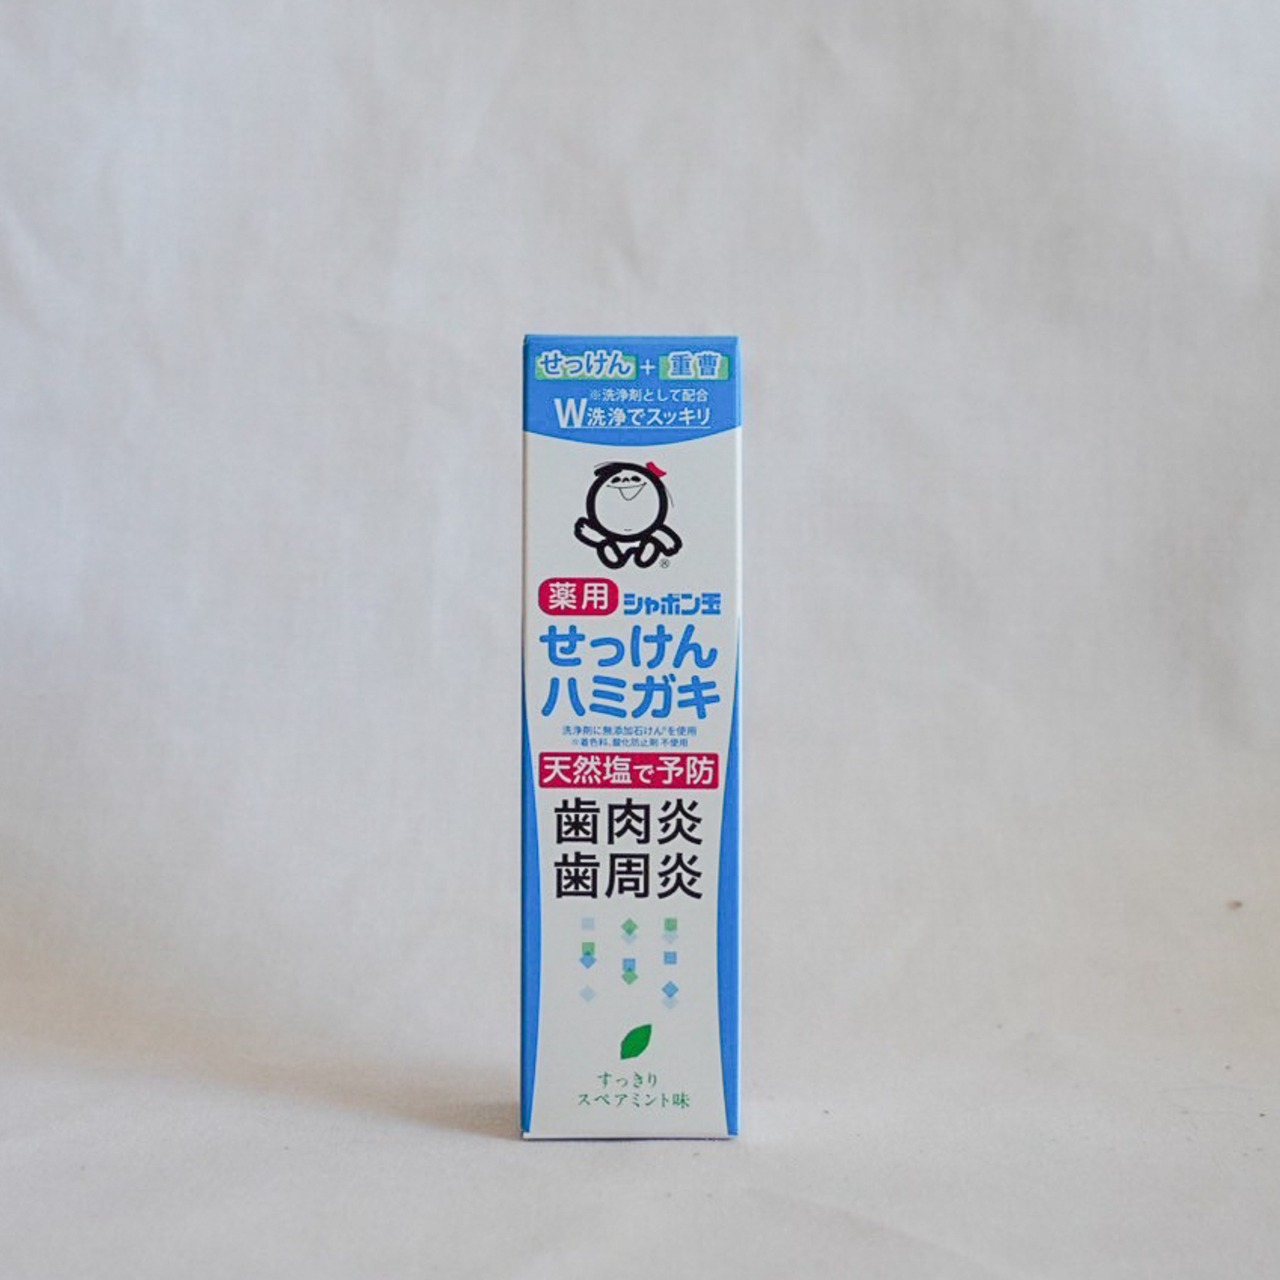 せっけん + 重曹
※洗浄剤として配合
W洗浄でスッキリ
®
薬用 シャボン玉
せっけん
ハミガキ
洗浄剤に無添加石けん※を使用
※着色料、酸化防止剤 不使用
天然塩で予防
歯肉炎
歯周炎
すっきり
スペアミント味